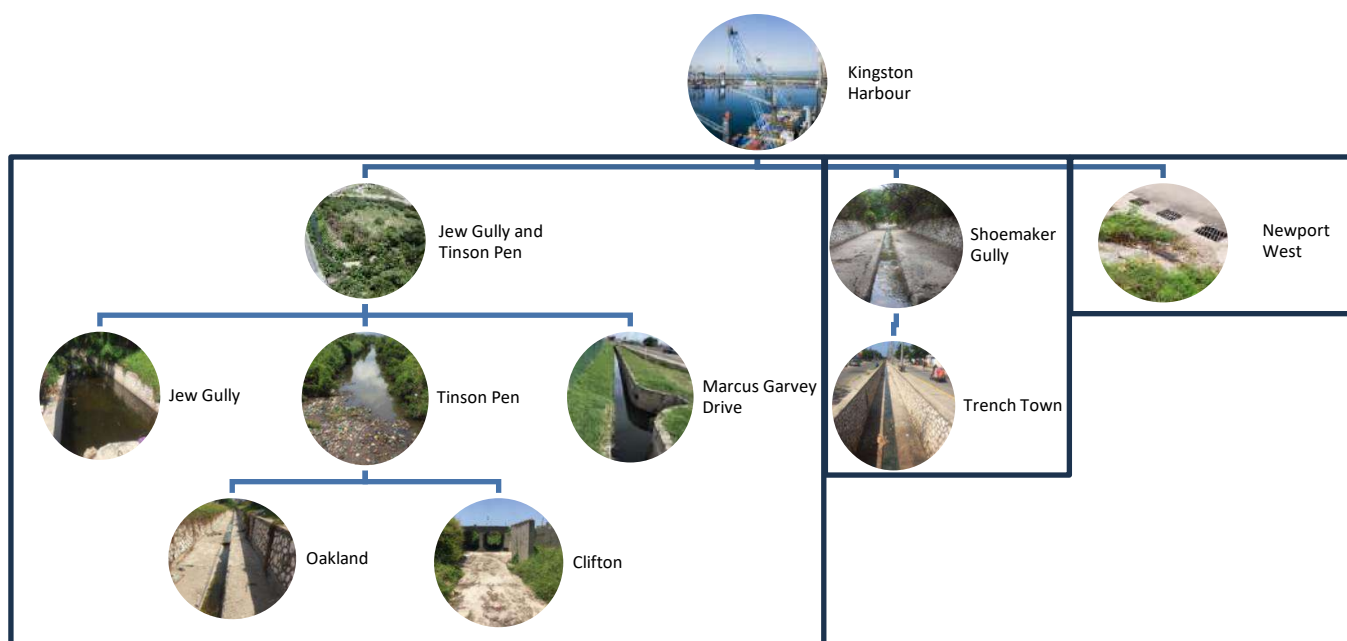 Kingston
Harbour
Jew Gully and
Tinson Pen
Shoemaker
Gully
Newport
West
Jew Gully
Tinson Pen
Marcus Garvey
Drive
Trench Town
Oakland
Clifton